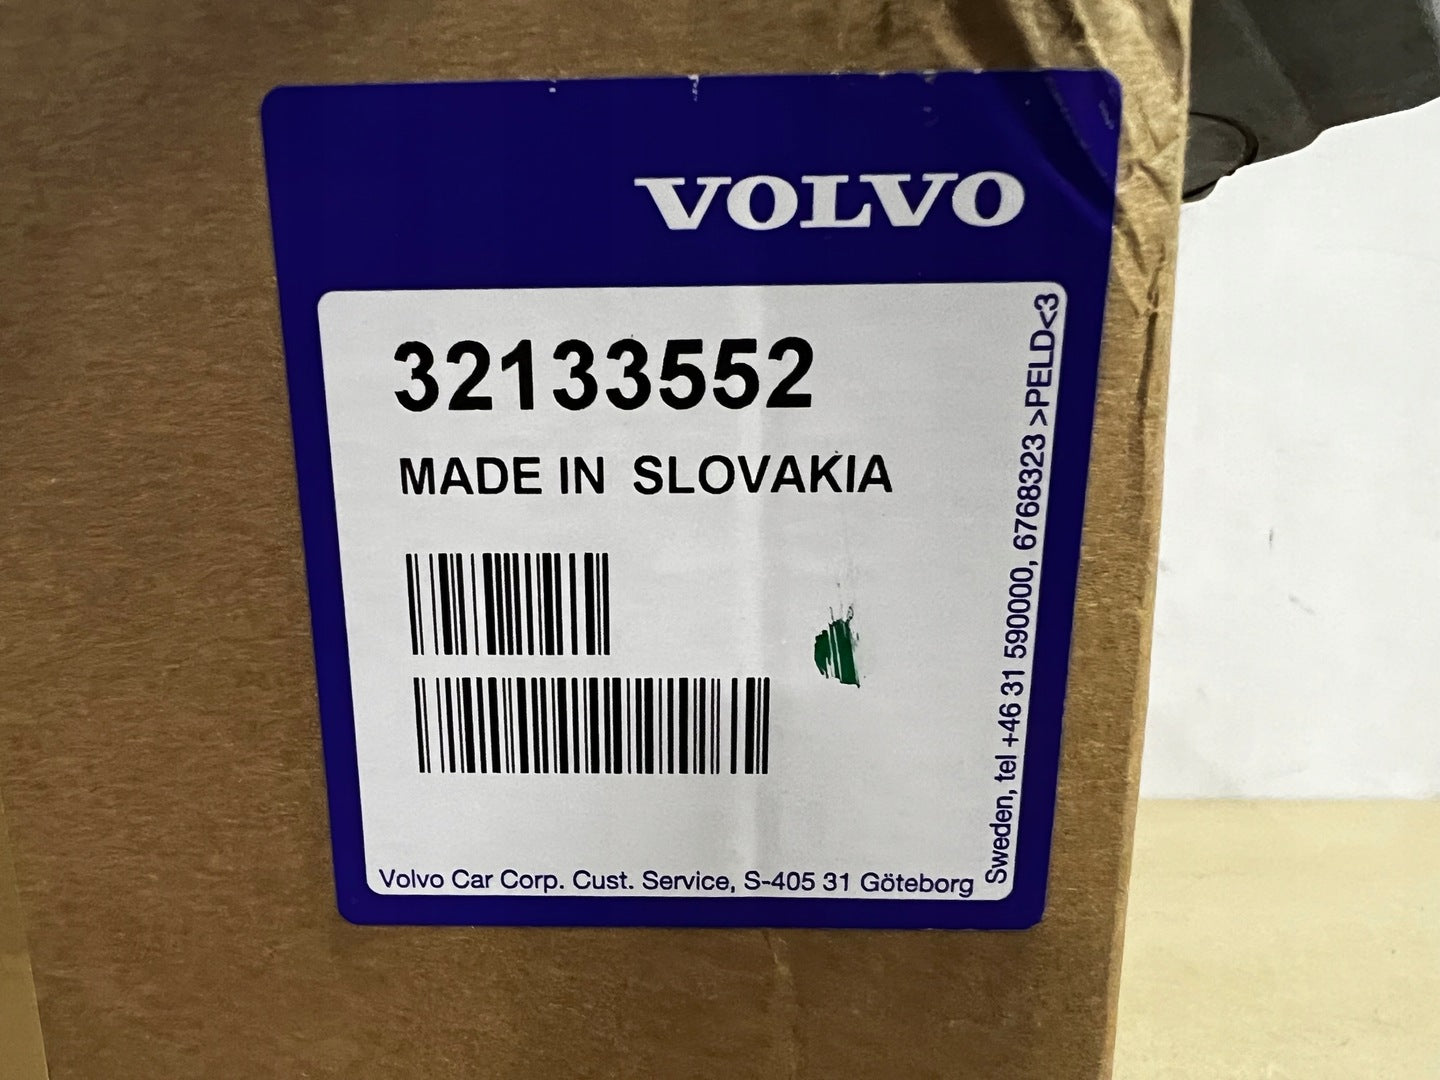 VOLVO
32133552
MADE IN SLOVAKIA
Volvo Car Corp. Cust. Service, S-405 31 Göteborg
Sweden, tel +46 31 590000, 6768323 >PELD<3